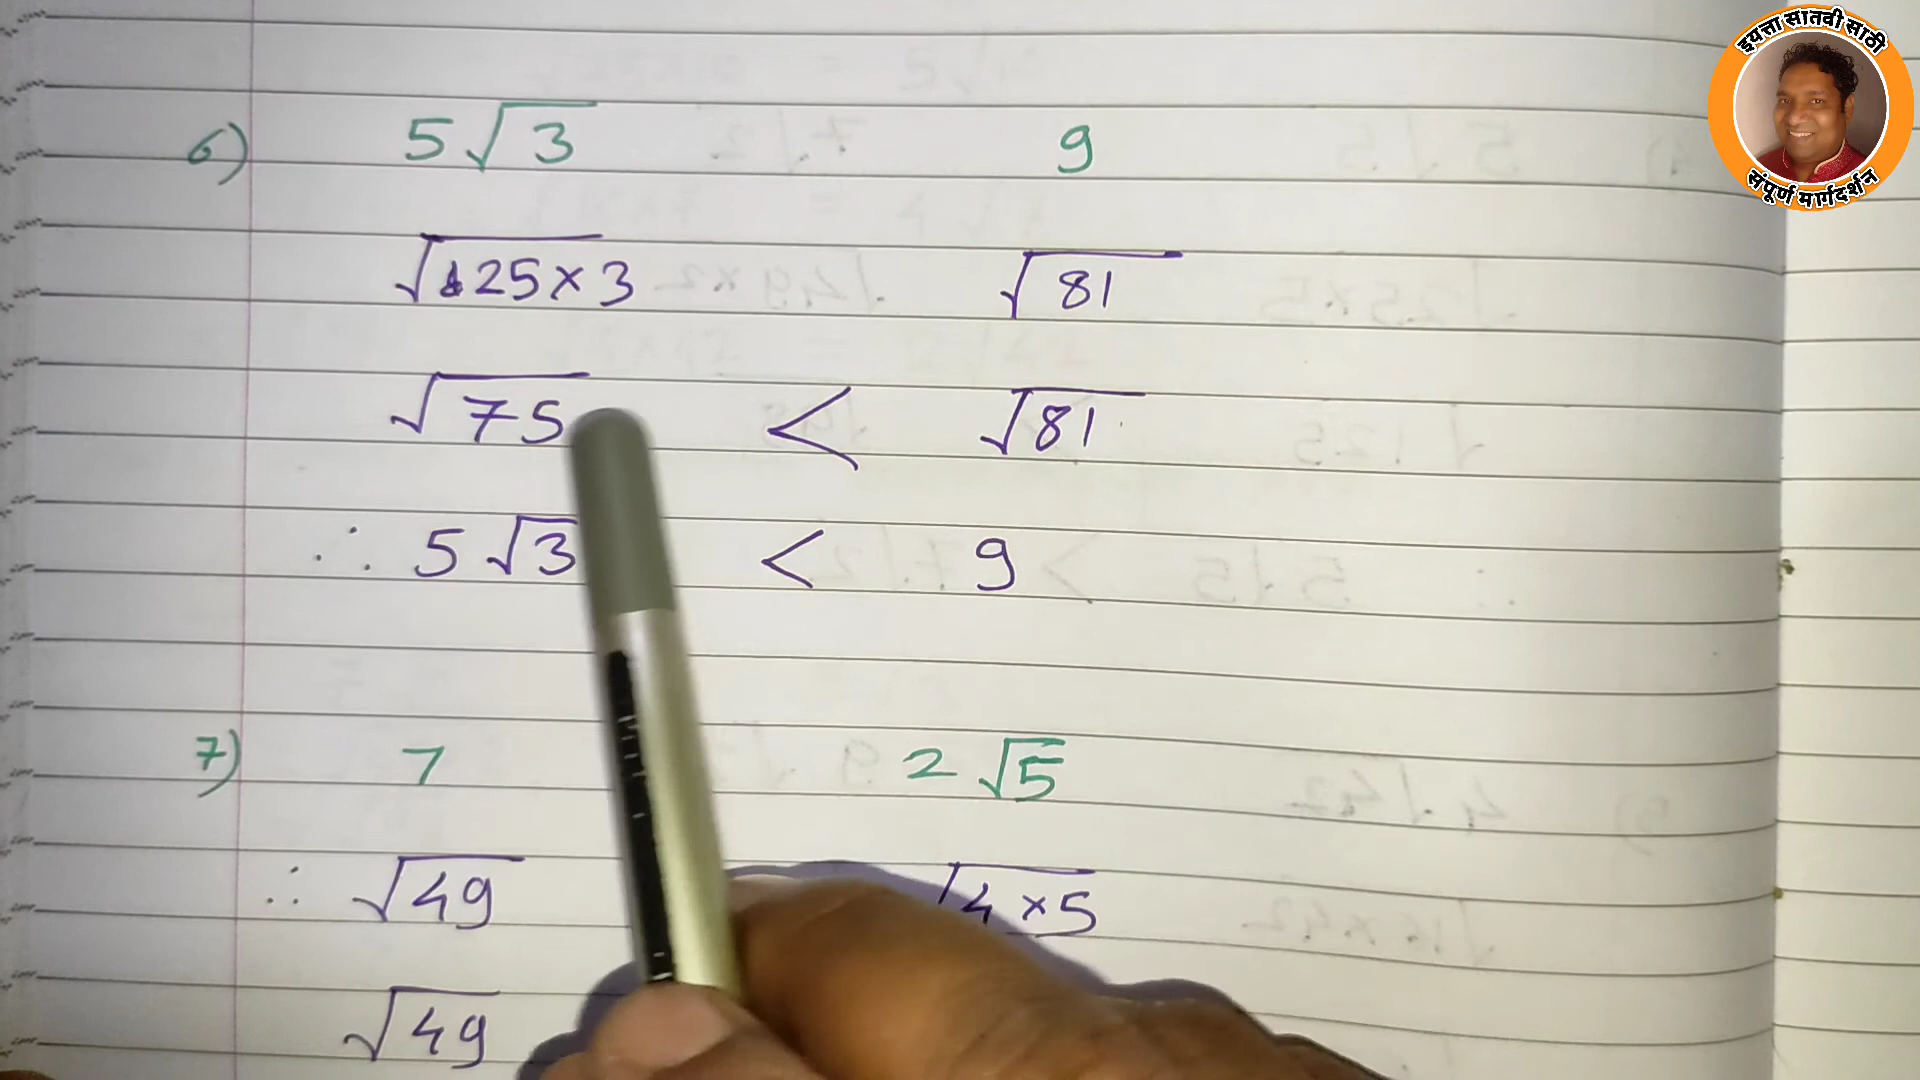 इयत्ता सातवी साठी
संपूर्ण मार्गदर्शन
6) 5√3 9
√25×3 √81
√75 < √81
∴ 5√3 < 9
7) 7 2√5
∴ √49 √4×5
√49